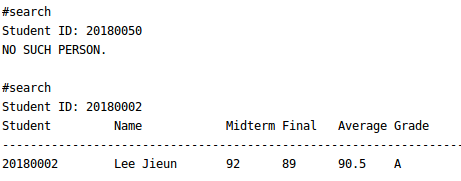 #search
Student ID: 20180050
NO SUCH PERSON.
#search
Student ID: 20180002
Student Name Midterm Final Average Grade
------------------------------------------------------------------
20180002 Lee Jieun 92 89 90.5 A